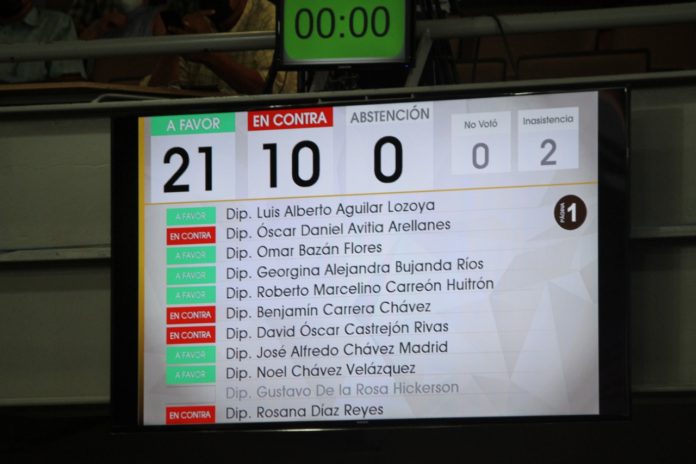 00:00
A FAVOR EN CONTRA ABSTENCIÓN No Votó Inasistencia
21 10 0 0 2
A FAVOR Dip. Luis Alberto Aguilar Lozoya
EN CONTRA Dip. Óscar Daniel Avitia Arellanes
A FAVOR Dip. Omar Bazán Flores
A FAVOR Dip. Georgina Alejandra Bujanda Ríos
A FAVOR Dip. Roberto Marcelino Carreón Huitrón
EN CONTRA Dip. Benjamín Carrera Chávez
EN CONTRA Dip. David Óscar Castrejón Rivas
A FAVOR Dip. José Alfredo Chávez Madrid
A FAVOR Dip. Noel Chávez Velázquez
Dip. Gustavo De la Rosa Hickerson
EN CONTRA Dip. Rosana Díaz Reyes
PÁGINA 1